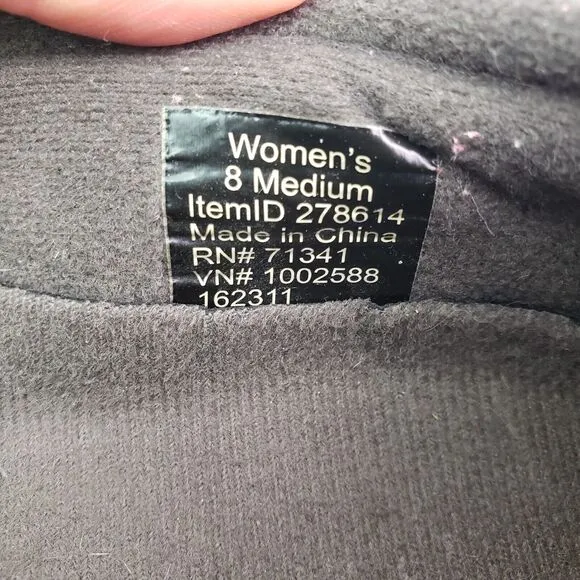 Women's
8 Medium
ItemID 278614
Made in China
RN# 71341
VN# 1002588
162311